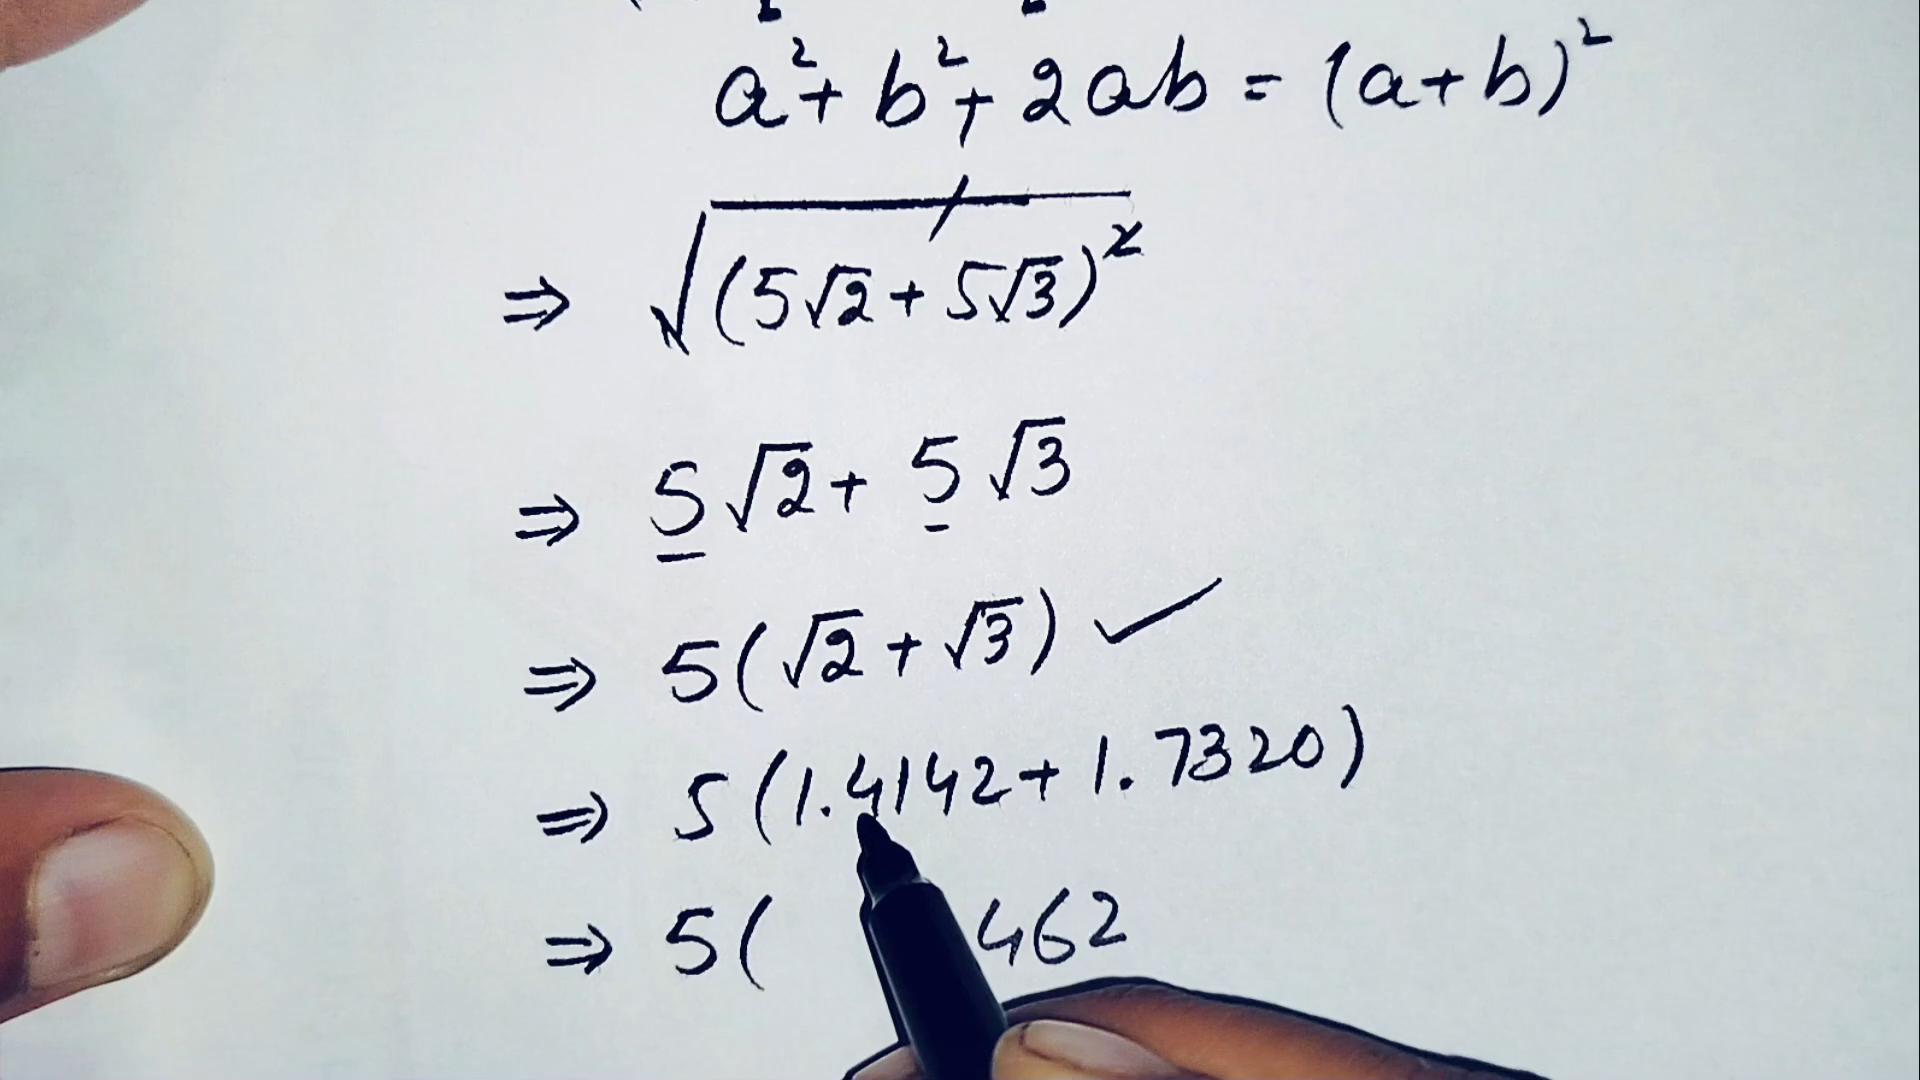 a² + b² + 2ab = (a+b)²
⇒ √(5√2 + 5√3)²
⇒ 5√2 + 5√3
⇒ 5(√2 + √3) ✓
⇒ 5(1.4142 + 1.7320)
⇒ 5( 462